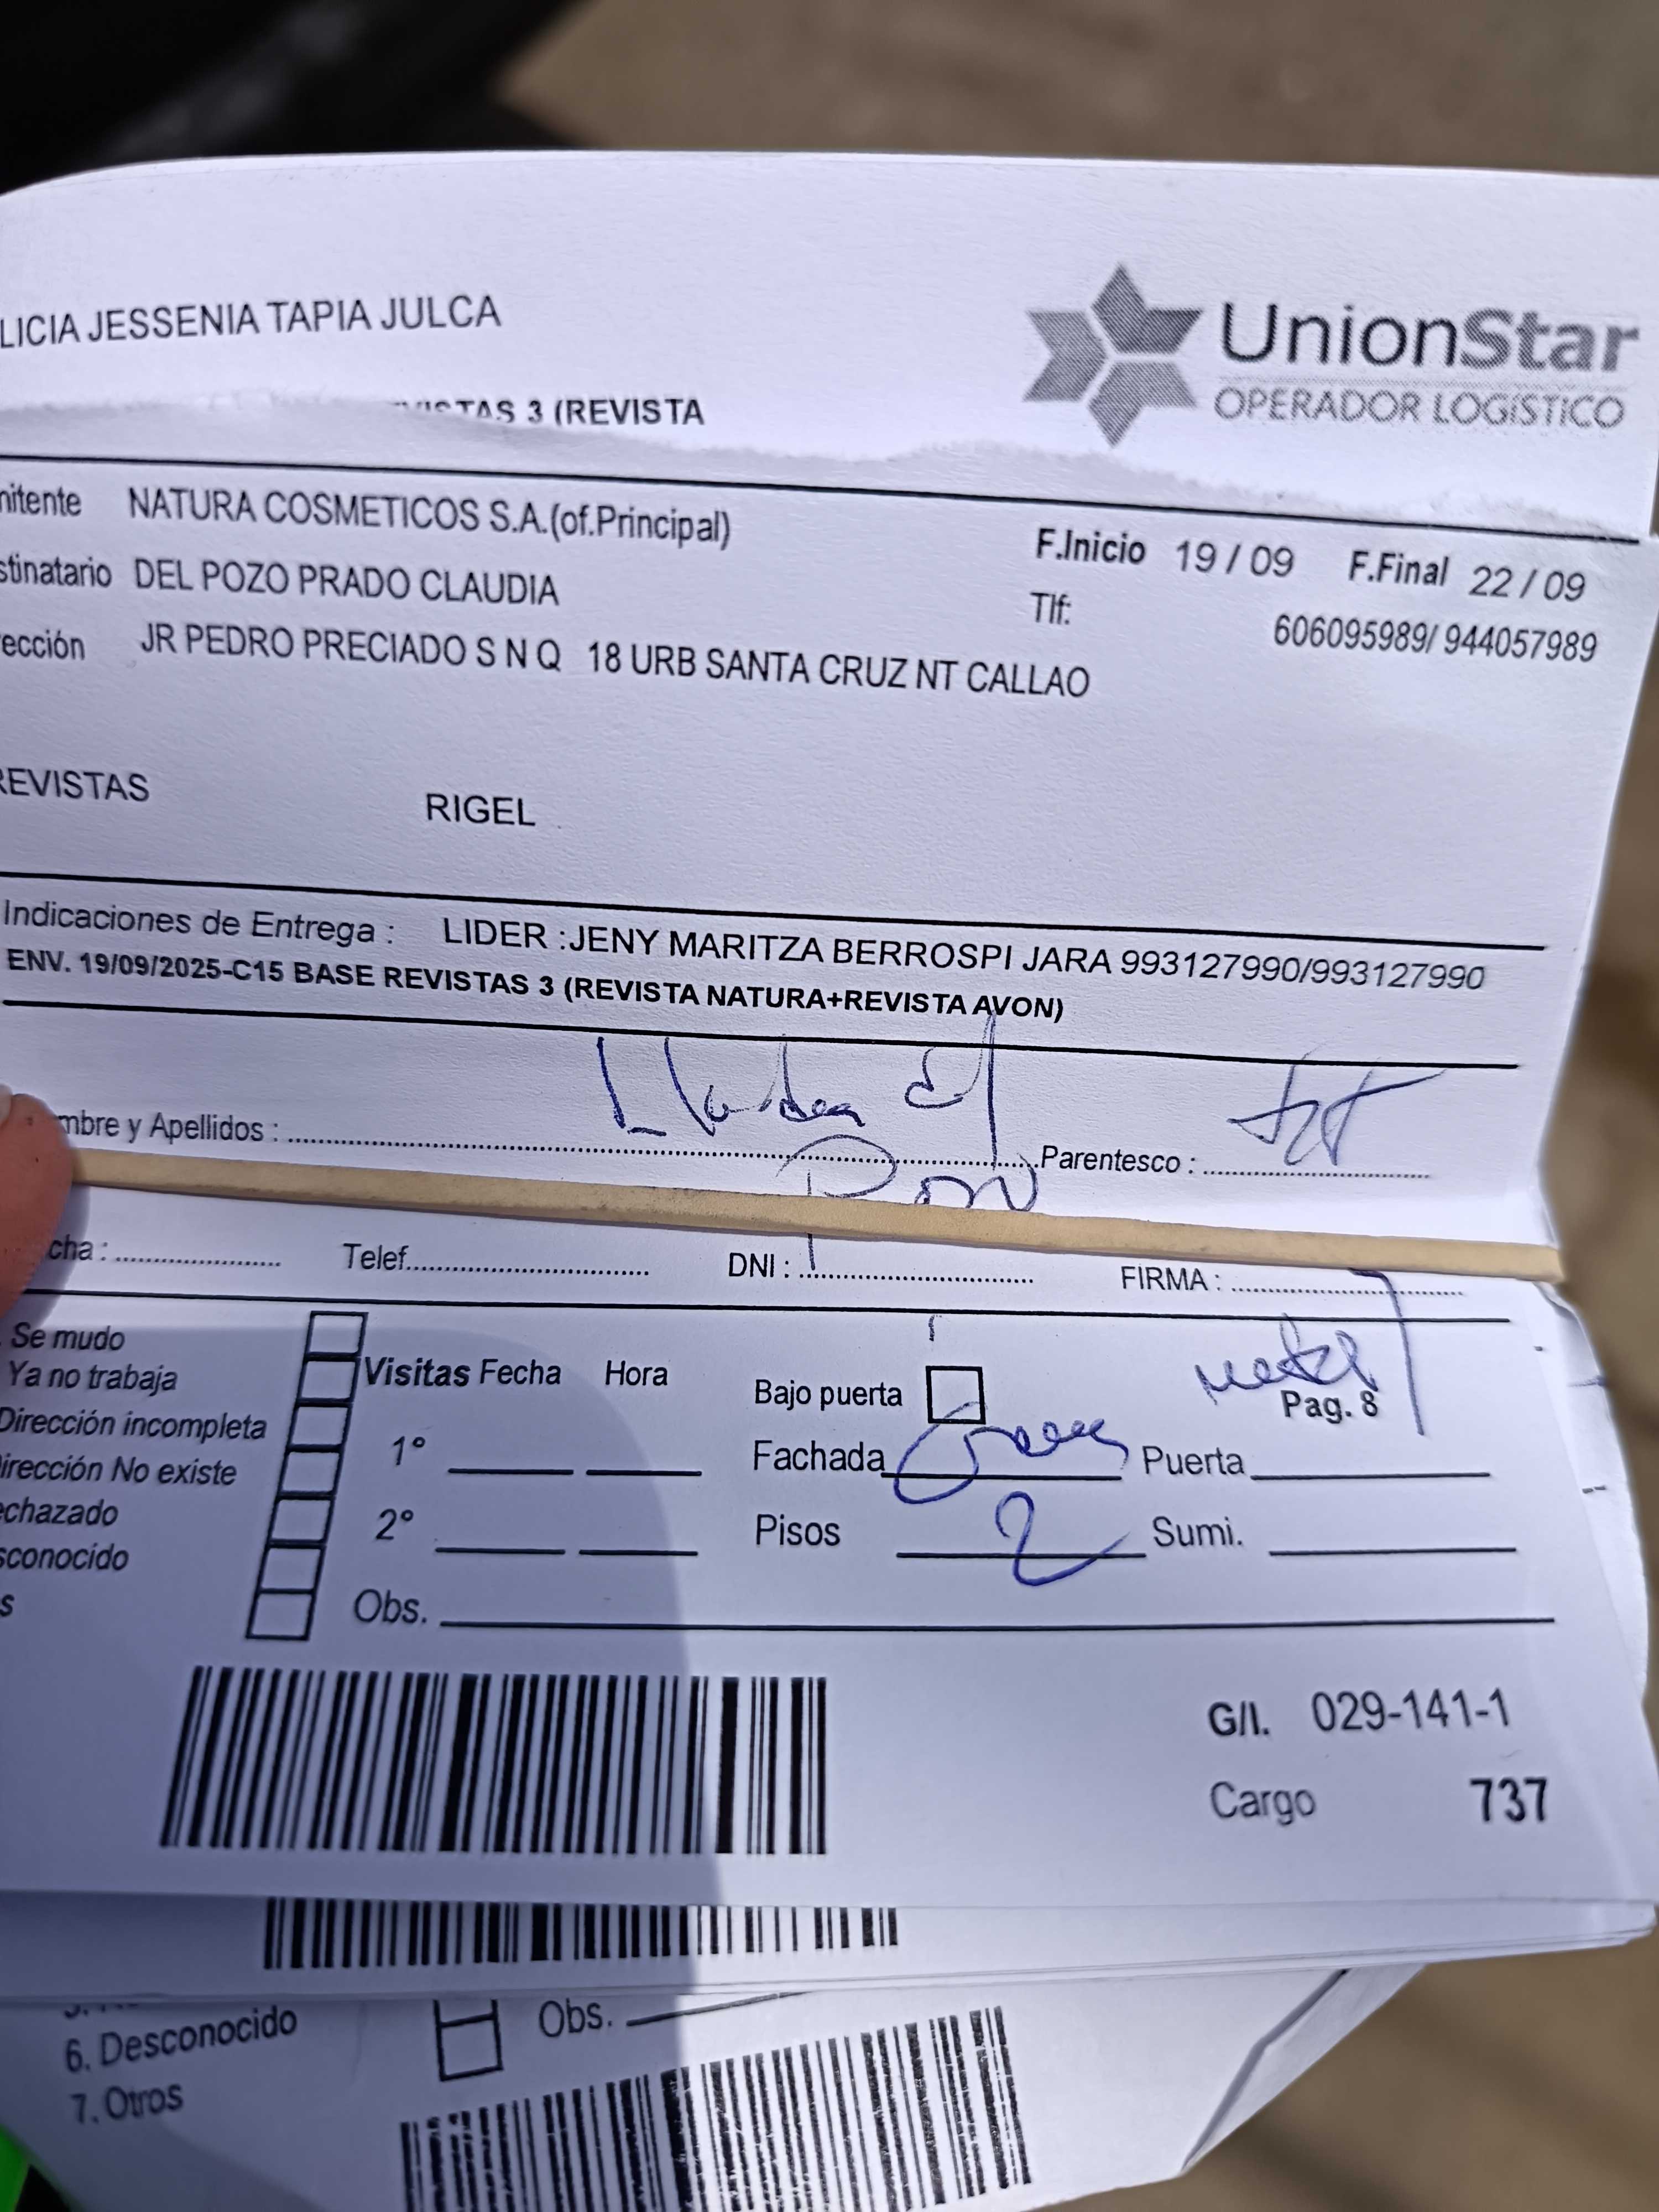 LICIA JESSENIA TAPIA JULCA
UnionStar
OPERADOR LOGÍSTICO
VISTAS 3 (REVISTA
mitente NATURA COSMETICOS S.A.(of.Principal)
F.Inicio 19 / 09 F.Final 22 / 09
stinatario DEL POZO PRADO CLAUDIA
Tlf: 606095989/ 944057989
ección JR PEDRO PRECIADO S N Q 18 URB SANTA CRUZ NT CALLAO
REVISTAS RIGEL
Indicaciones de Entrega : LIDER :JENY MARITZA BERROSPI JARA 993127990/993127990
ENV. 19/09/2025-C15 BASE REVISTAS 3 (REVISTA NATURA+REVISTA AVON)
mbre y Apellidos : Parentesco :
cha : Telef. DNI : FIRMA :
Se mudo
Ya no trabaja
Dirección incompleta
irección No existe
echazado
sconocido
s
Visitas Fecha Hora
1°
2°
Obs.
Bajo puerta
Pag. 8
Fachada Puerta
Pisos 2 Sumi.
G/I. 029-141-1
Cargo 737
6. Desconocido
7. Otros
Obs.